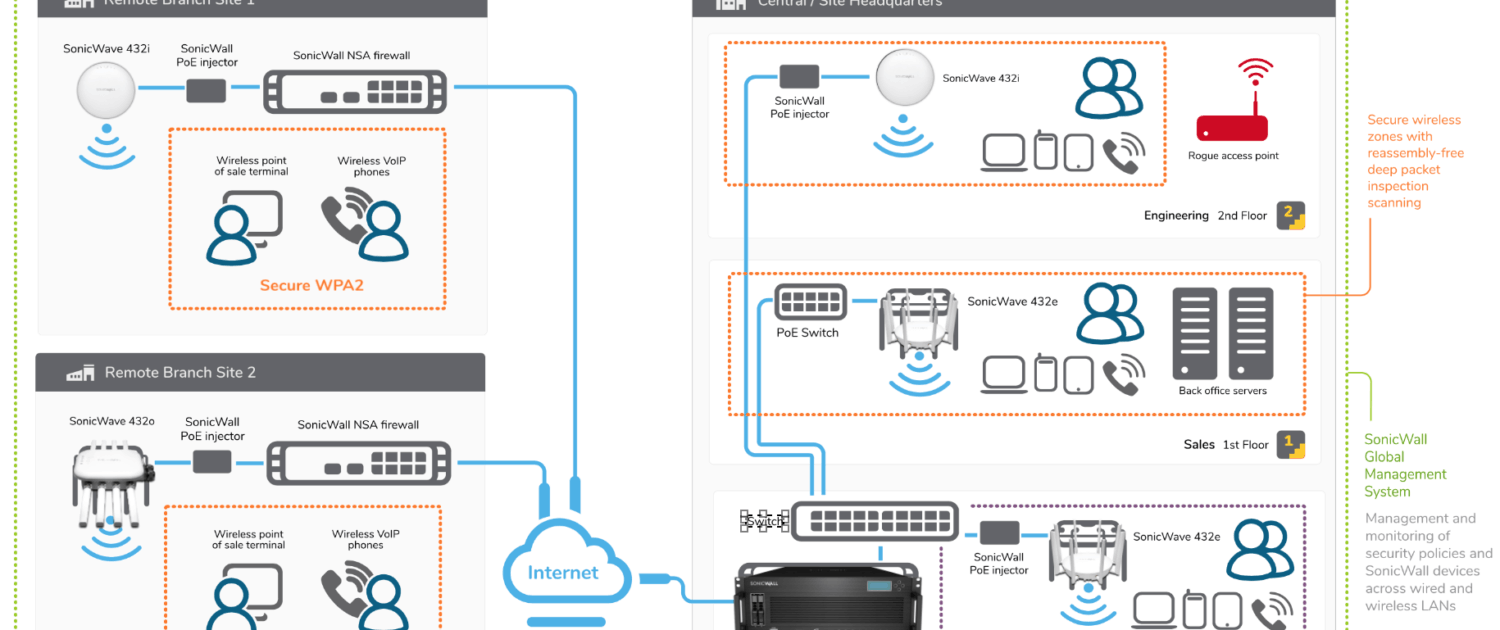 Remote Branch Site 1
SonicWave 432i
SonicWall
PoE injector
SonicWall NSA firewall
Wireless point
of sale terminal
Wireless VoIP
phones
Secure WPA2
Remote Branch Site 2
SonicWave 432o
SonicWall
PoE injector
SonicWall NSA firewall
Wireless point
of sale terminal
Wireless VoIP
phones
Internet
Central / Site Headquarters
SonicWall
PoE injector
SonicWave 432i
Rogue access point
Engineering 2nd Floor
2
PoE Switch
SonicWave 432e
Back office servers
Sales 1st Floor
1
Switch
SONICWALL
SonicWall
PoE injector
SonicWave 432e
Secure wireless
zones with
reassembly-free
deep packet
inspection
scanning
SonicWall
Global
Management
System
Management and
monitoring of
security policies and
SonicWall devices
across wired and
wireless LANs